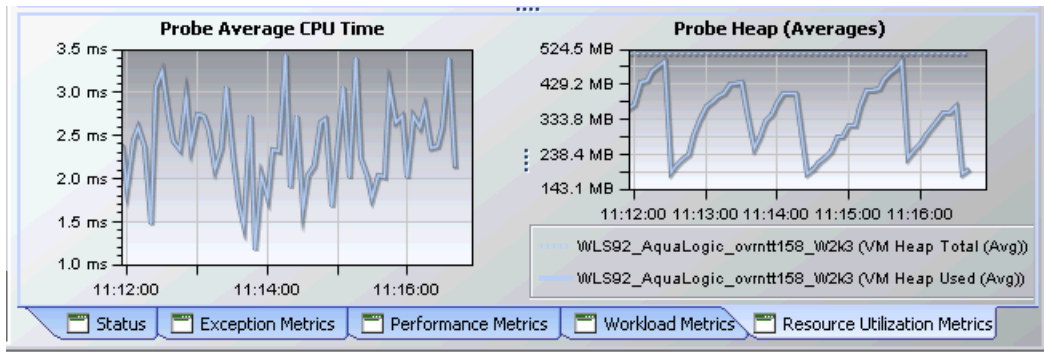 Probe Average CPU Time
3.5 ms
3.0 ms
2.5 ms
2.0 ms
1.5 ms
1.0 ms
11:12:00 11:14:00 11:16:00
Probe Heap (Averages)
524.5 MB
429.2 MB
333.8 MB
238.4 MB
143.1 MB
11:12:00 11:13:00 11:14:00 11:15:00 11:16:00
WLS92_AquaLogic_ovrntt158_W2k3 (VM Heap Total (Avg))
WLS92_AquaLogic_ovrntt158_W2k3 (VM Heap Used (Avg))
Status Exception Metrics Performance Metrics Workload Metrics Resource Utilization Metrics